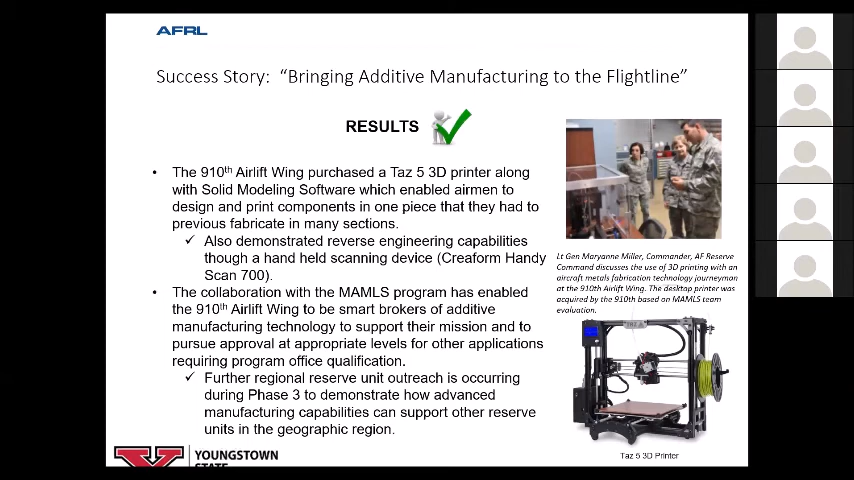 AFRL
Success Story:  “Bringing Additive Manufacturing to the Flightline”
RESULTS
• The 910th Airlift Wing purchased a Taz 5 3D printer along
with Solid Modeling Software which enabled airmen to
design and print components in one piece that they had to
previous fabricate in many sections.
✓ Also demonstrated reverse engineering capabilities
though a hand held scanning device (Creaform Handy
Scan 700).
• The collaboration with the MAMLS program has enabled
the 910th Airlift Wing to be smart brokers of additive
manufacturing technology to support their mission and to
pursue approval at appropriate levels for other applications
requiring program office qualification.
✓ Further regional reserve unit outreach is occurring
during Phase 3 to demonstrate how advanced
manufacturing capabilities can support other reserve
units in the geographic region.
Lt Gen Maryanne Miller, Commander, AF Reserve
Command discusses the use of 3D printing with an
aircraft metals fabrication technology journeyman
at the 910th Airlift Wing. The desktop printer was
acquired by the 910th based on MAMLS team
evaluation.
TAZ
Taz 5 3D Printer
Y
YOUNGSTOWN
STATE